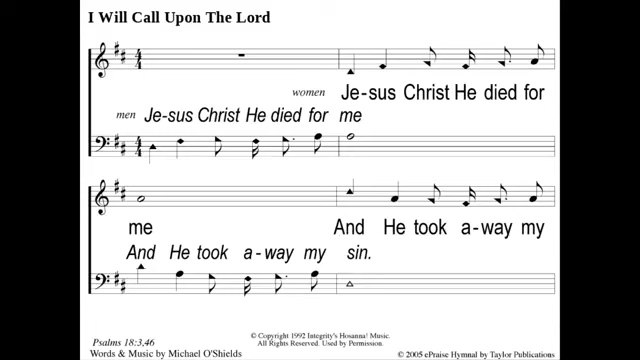 I Will Call Upon The Lord
women Je-sus Christ He died for
men Je-sus Christ He died for me
me And He took a-way my
And He took a-way my sin.
Psalms 18:3,46
Words & Music by Michael O'Shields
© Copyright 1992 Integrity's Hosanna! Music.
All Rights Reserved. Used by Permission.
© 2005 ePraise Hymnal by Taylor Publications